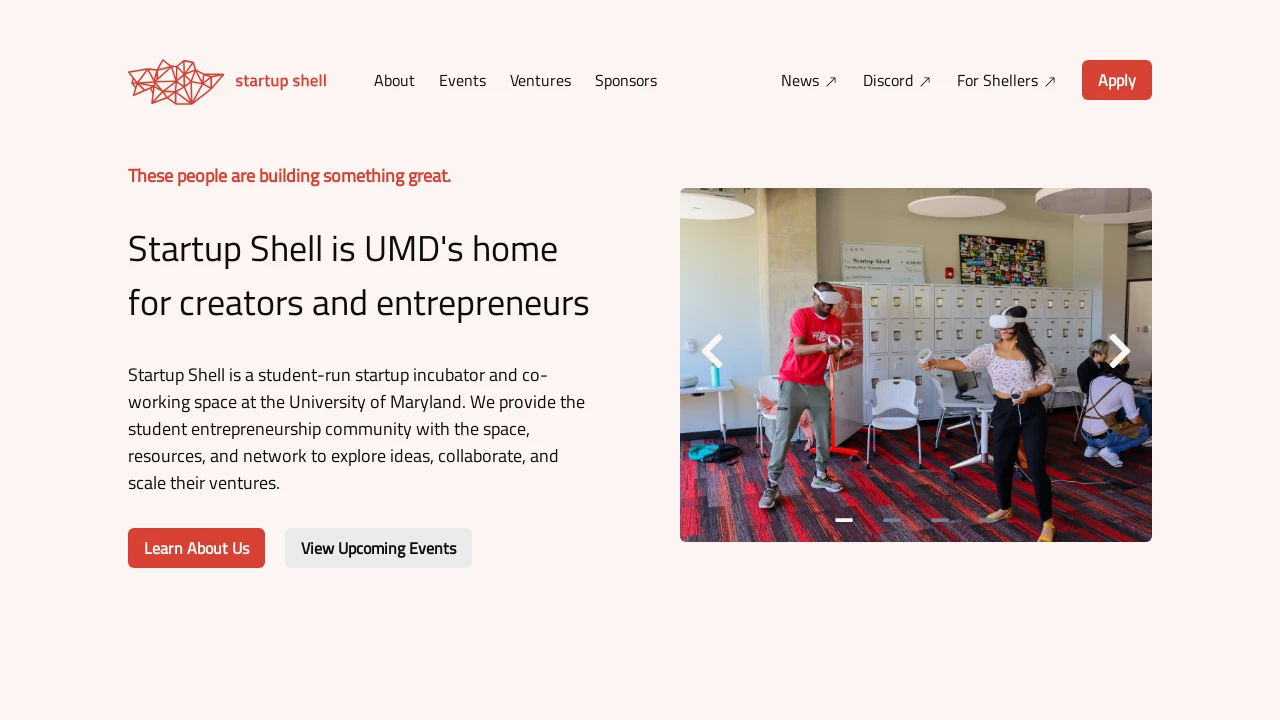 startup shell
About
Events
Ventures
Sponsors
News ↗
Discord ↗
For Shellers ↗
Apply
These people are building something great.
Startup Shell is UMD's home
for creators and entrepreneurs
Startup Shell is a student-run startup incubator and co-
working space at the University of Maryland. We provide the
student entrepreneurship community with the space,
resources, and network to explore ideas, collaborate, and
scale their ventures.
Learn About Us
View Upcoming Events
Startup Shell